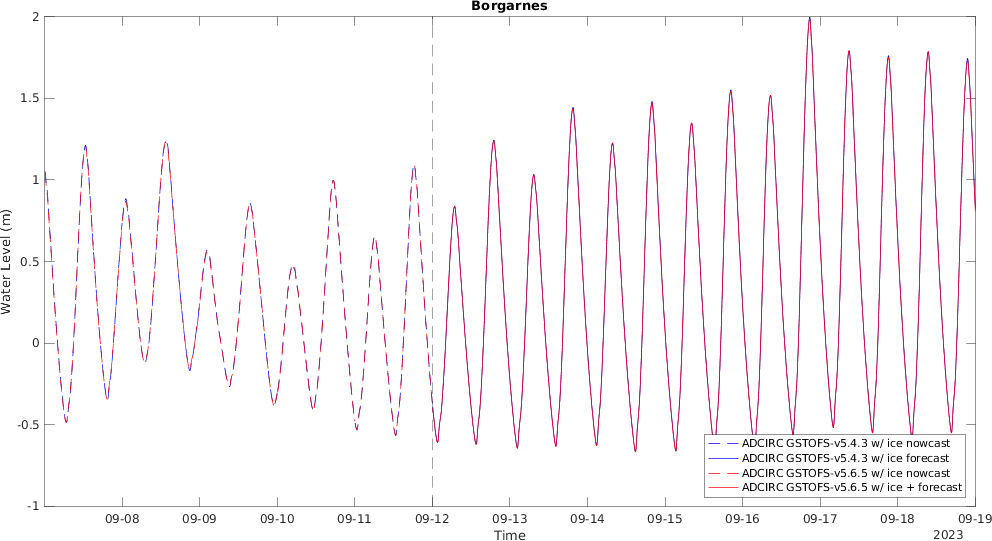 Borgarnes
Water Level (m)
2
1.5
1
0.5
0
-0.5
-1
ADCIRC GSTOFS-v5.4.3 w/ ice nowcast
ADCIRC GSTOFS-v5.4.3 w/ ice forecast
ADCIRC GSTOFS-v5.6.5 w/ ice nowcast
ADCIRC GSTOFS-v5.6.5 w/ ice + forecast
09-08 09-09 09-10 09-11 09-12 09-13 09-14 09-15 09-16 09-17 09-18 09-19
Time
2023